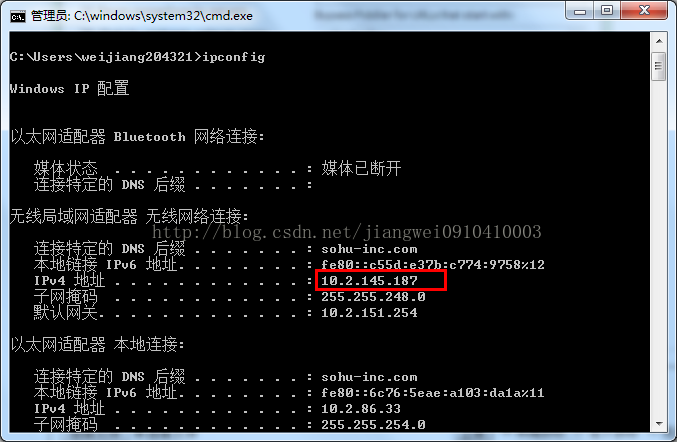 管理员: C:\windows\system32\cmd.exe
C:\Users\weijiang204321>ipconfig
Windows IP 配置
以太网适配器 Bluetooth 网络连接:
媒体状态 . . . . . . . . . . . . : 媒体已断开
连接特定的 DNS 后缀 . . . . . . . :
无线局域网适配器 无线网络连接:
http://blog.csdn.net/jiangwei0910410003
连接特定的 DNS 后缀 . . . . . . . : sohu-inc.com
本地链接 IPv6 地址. . . . . . . . : fe80::c55d:e37b:c774:9758%12
IPv4 地址 . . . . . . . . . . . . : 10.2.145.187
子网掩码 . . . . . . . . . . . . : 255.255.248.0
默认网关. . . . . . . . . . . . . : 10.2.151.254
以太网适配器 本地连接:
连接特定的 DNS 后缀 . . . . . . . : sohu-inc.com
本地链接 IPv6 地址. . . . . . . . : fe80::6c76:5eae:a103:da1a%11
IPv4 地址 . . . . . . . . . . . . : 10.2.86.33
子网掩码 . . . . . . . . . . . . : 255.255.254.0